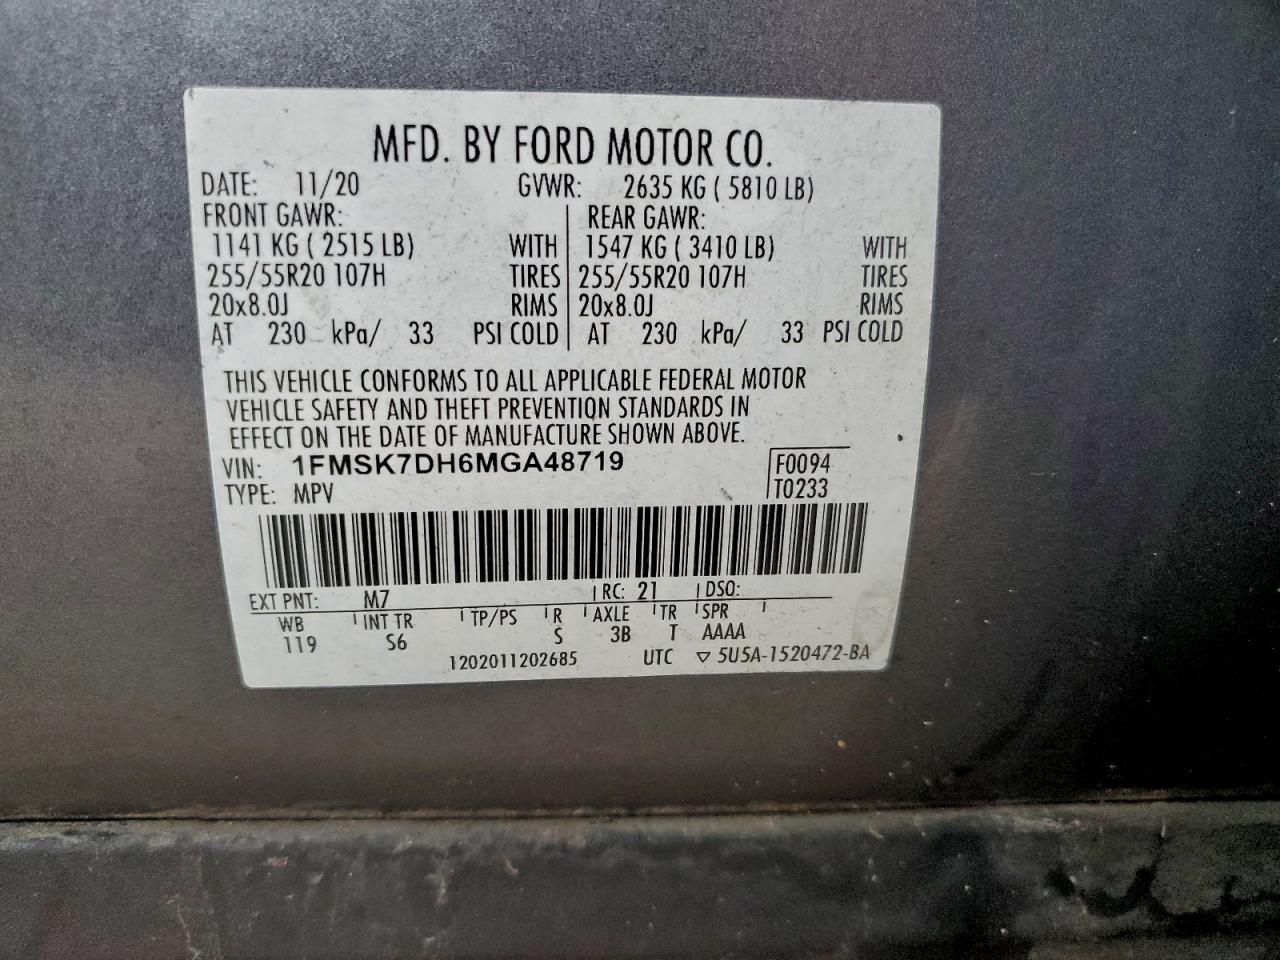 MFD. BY FORD MOTOR CO.
DATE: 11/20 GVWR: 2635 KG ( 5810 LB)
FRONT GAWR: REAR GAWR:
1141 KG ( 2515 LB) WITH 1547 KG ( 3410 LB) WITH
255/55R20 107H TIRES 255/55R20 107H TIRES
20x8.0J RIMS 20x8.0J RIMS
AT 230 kPa/ 33 PSI COLD AT 230 kPa/ 33 PSI COLD
THIS VEHICLE CONFORMS TO ALL APPLICABLE FEDERAL MOTOR
VEHICLE SAFETY AND THEFT PREVENTION STANDARDS IN
EFFECT ON THE DATE OF MANUFACTURE SHOWN ABOVE.
VIN: 1FMSK7DH6MGA48719 F0094
TYPE: MPV T0233
EXT PNT: M7 RC: 21 DSO:
WB INT TR TP/PS R AXLE TR SPR
119 S6 S 3B T AAAA
1202011202685 UTC ▽ 5U5A-1520472-BA